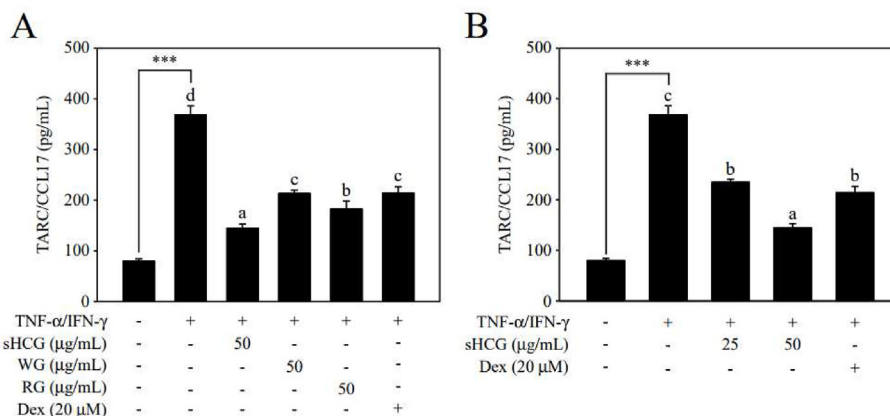 A
500
400
300
200
100
0
TARC/CCL17 (pg/mL)
***
d
a
c
b
c
TNF-α/IFN-γ - + + + + +
sHCG (μg/mL) - - 50 - - -
WG (μg/mL) - - - 50 - -
RG (μg/mL) - - - - 50 -
Dex (20 μM) - - - - - +
B
500
400
300
200
100
0
TARC/CCL17 (pg/mL)
***
c
b
a
b
TNF-α/IFN-γ - + + + +
sHCG (μg/mL) - - 25 50 -
Dex (20 μM) - - - - +